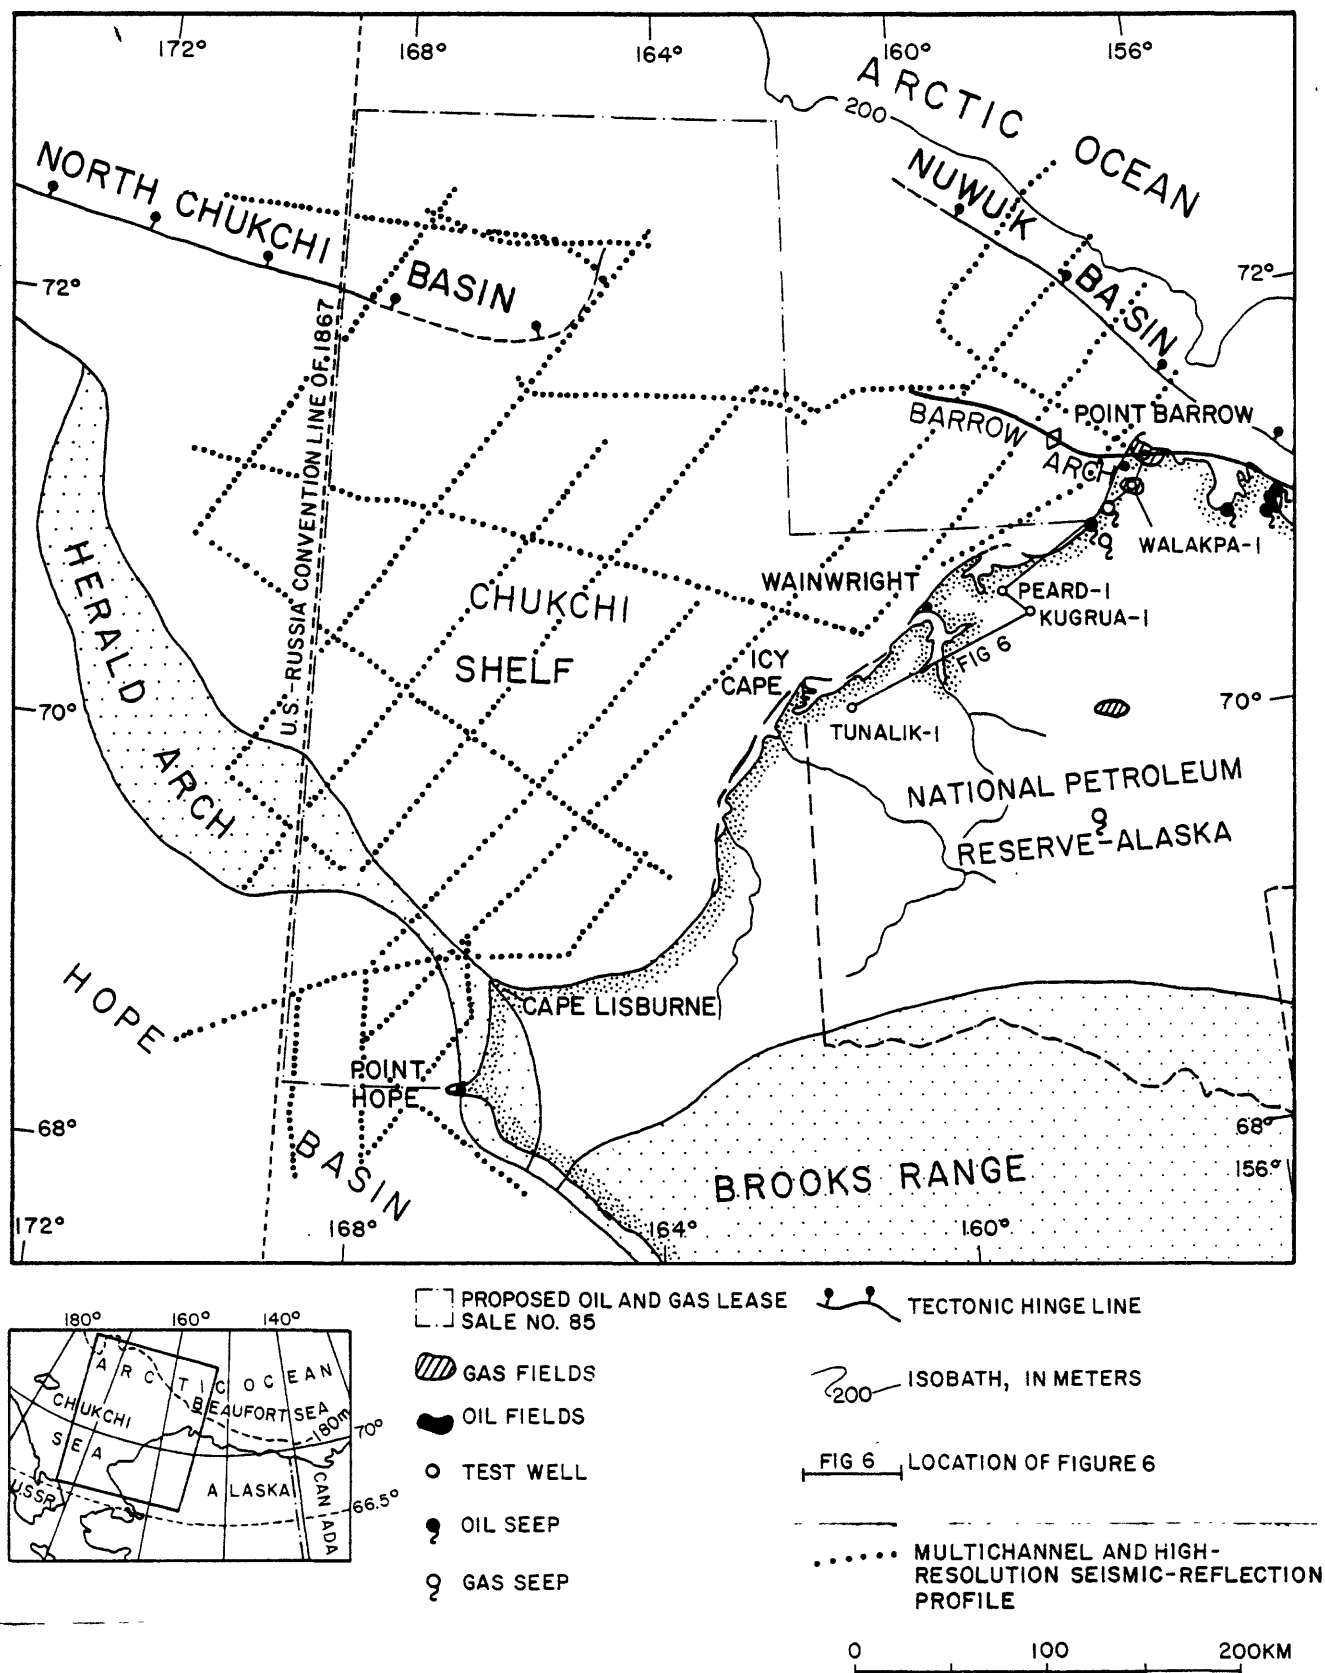 172° 168° 164° 160° 156°
ARCTIC OCEAN
200
NORTH CHUKCHI BASIN
NUWUK BASIN
72° 72°
U.S.-RUSSIA CONVENTION LINE OF 1867
BARROW ARCH
POINT BARROW
HERALD ARCH
WALAKPA-1
WAINWRIGHT
PEARD-1
KUGRUA-1
CHUKCHI
SHELF
FIG 6
ICY
CAPE
70° 70°
TUNALIK-1
NATIONAL PETROLEUM
RESERVE-ALASKA
HOPE
CAPE LISBURNE
POINT
HOPE
BASIN
68° 68°
156°
BROOKS RANGE
172° 168° 164° 160°
180° 160° 140°
ARCTIC OCEAN
BEAUFORT SEA
CHUKCHI
SEA
180m
70°
U.S.S.R.
ALASKA
CANADA
66.5°
PROPOSED OIL AND GAS LEASE
SALE NO. 85
GAS FIELDS
OIL FIELDS
TEST WELL
OIL SEEP
GAS SEEP
TECTONIC HINGE LINE
200
ISOBATH, IN METERS
FIG 6
LOCATION OF FIGURE 6
MULTICHANNEL AND HIGH-
RESOLUTION SEISMIC-REFLECTION
PROFILE
0 100 200KM